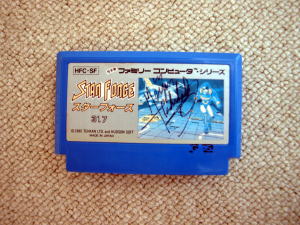 HFC-SF
ファミリー コンピュータ・シリーズ
STAR FORCE
スターフォース
317
©1985 TEHKAN LTD. and HUDSON SOFT
MADE IN JAPAN